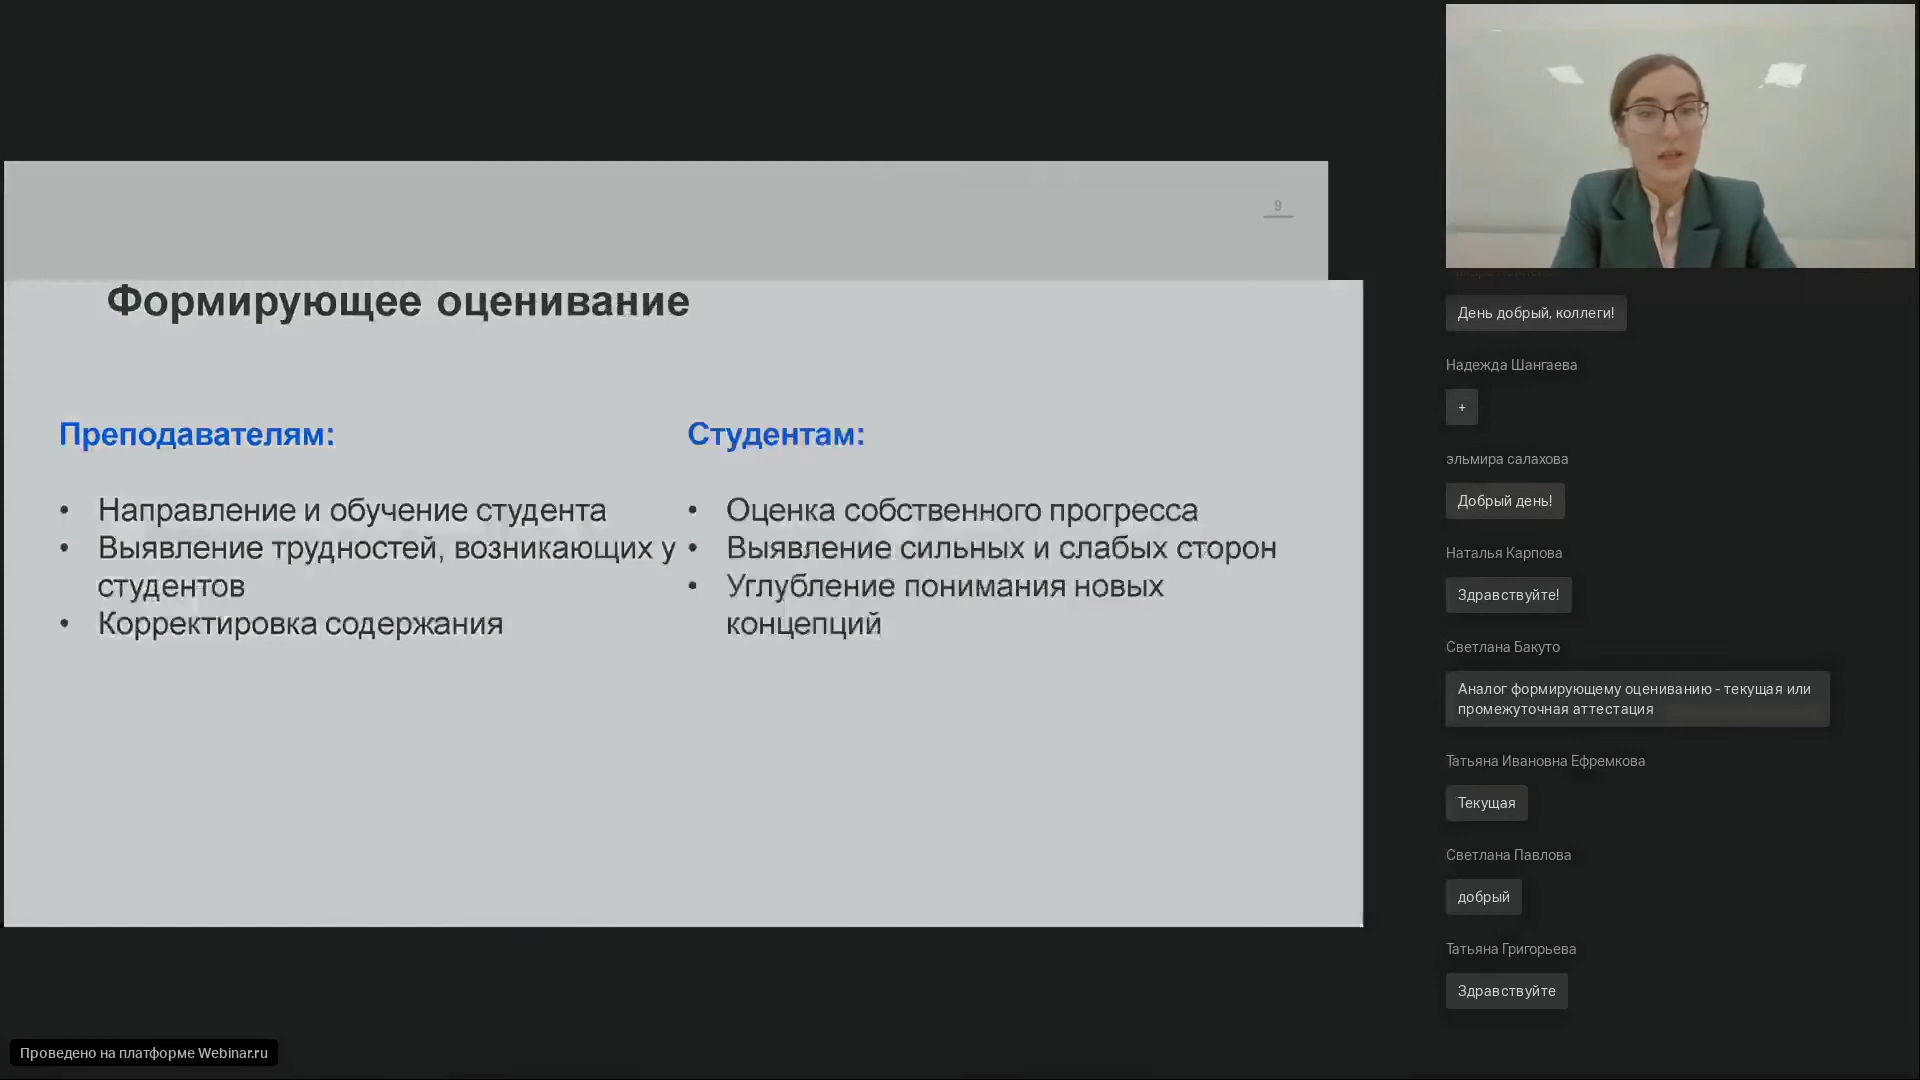 9
Формирующее оценивание
Преподавателям:
• Направление и обучение студента
• Выявление трудностей, возникающих у
студентов
• Корректировка содержания
Студентам:
• Оценка собственного прогресса
• Выявление сильных и слабых сторон
• Углубление понимания новых
концепций
День добрый, коллеги!
Надежда Шангаева
+
эльмира салахова
Добрый день!
Наталья Карпова
Здравствуйте!
Светлана Бакуто
Аналог формирующему оцениванию - текущая или
промежуточная аттестация
Татьяна Ивановна Ефремкова
Текущая
Светлана Павлова
добрый
Татьяна Григорьева
Здравствуйте
Проведено на платформе Webinar.ru